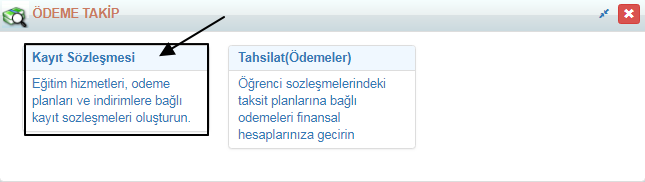 ÖDEME TAKİP
Kayıt Sözleşmesi
Eğitim hizmetleri, odeme
planları ve indirimlere bağlı
kayıt sozleşmeleri oluşturun.
Tahsilat(Ödemeler)
Öğrenci sozleşmelerindeki
taksit planlarına bağlı
odemeleri finansal
hesaplarınıza gecirin